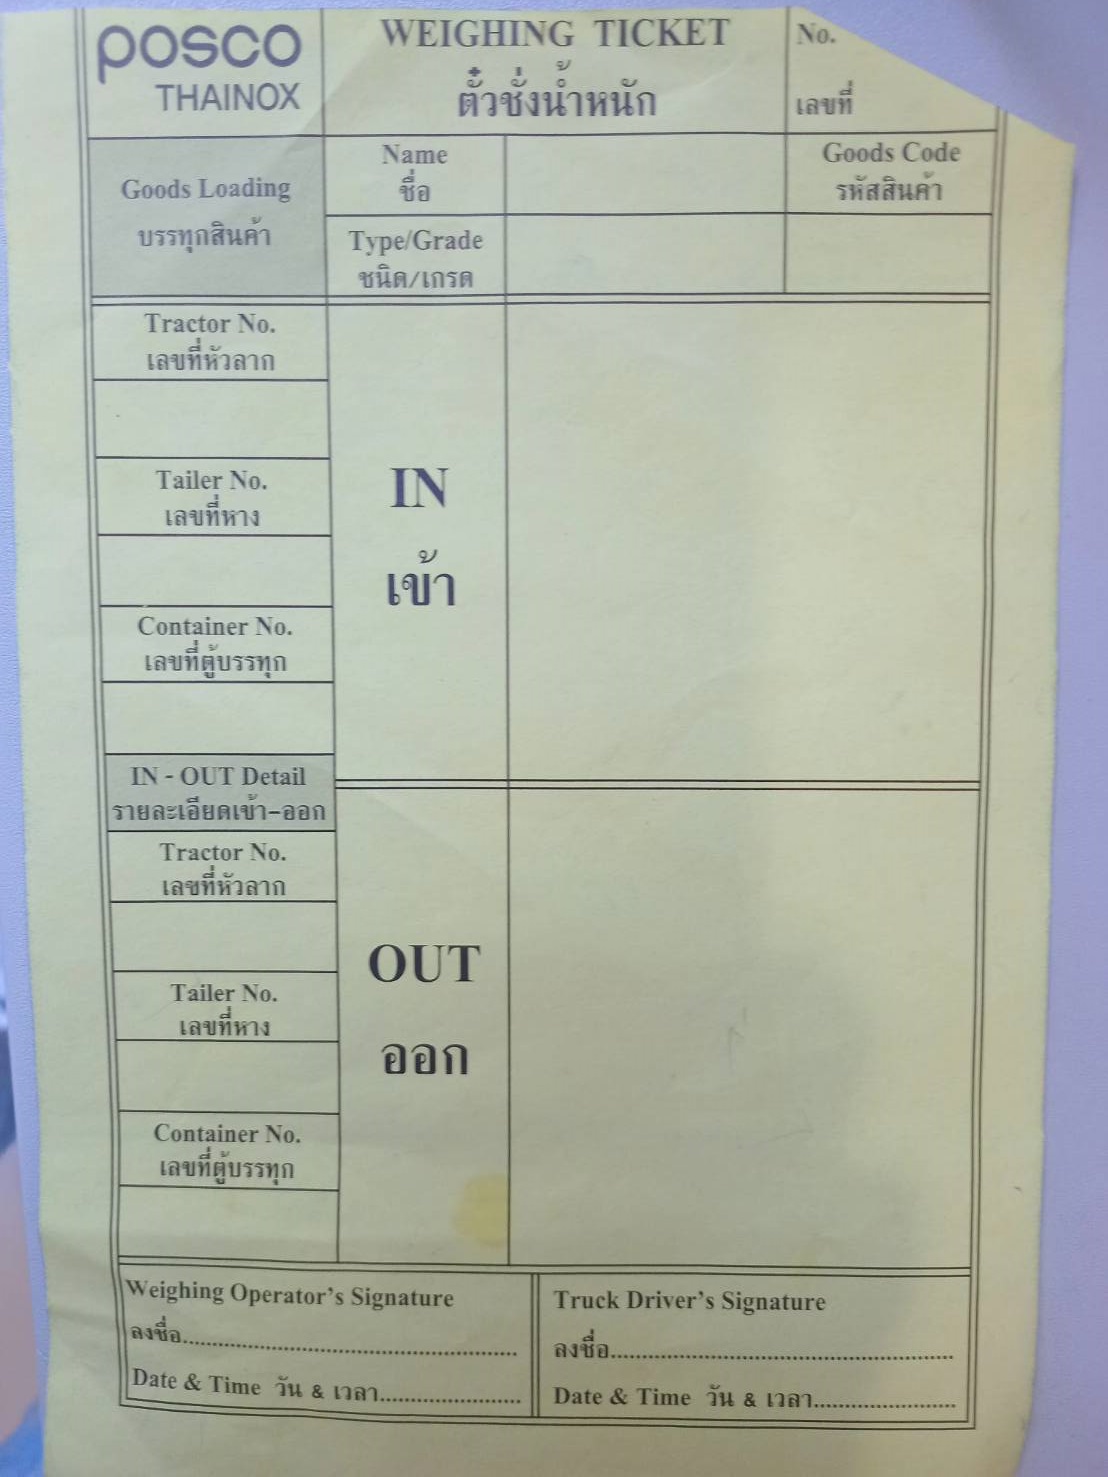 posco
THAINOX
WEIGHING TICKET
ตั๋วชั่งน้ำหนัก
No.
เลขที่
Goods Loading
บรรทุกสินค้า
Name
ชื่อ
Goods Code
รหัสสินค้า
Type/Grade
ชนิด/เกรด
Tractor No.
เลขที่หัวลาก
Tailer No.
เลขที่หาง
Container No.
เลขที่ตู้บรรทุก
IN
เข้า
IN - OUT Detail
รายละเอียดเข้า-ออก
Tractor No.
เลขที่หัวลาก
Tailer No.
เลขที่หาง
Container No.
เลขที่ตู้บรรทุก
OUT
ออก
Weighing Operator's Signature
ลงชื่อ............................................................
Date & Time วัน & เวลา.........................
Truck Driver's Signature
ลงชื่อ............................................................
Date & Time วัน & เวลา.........................